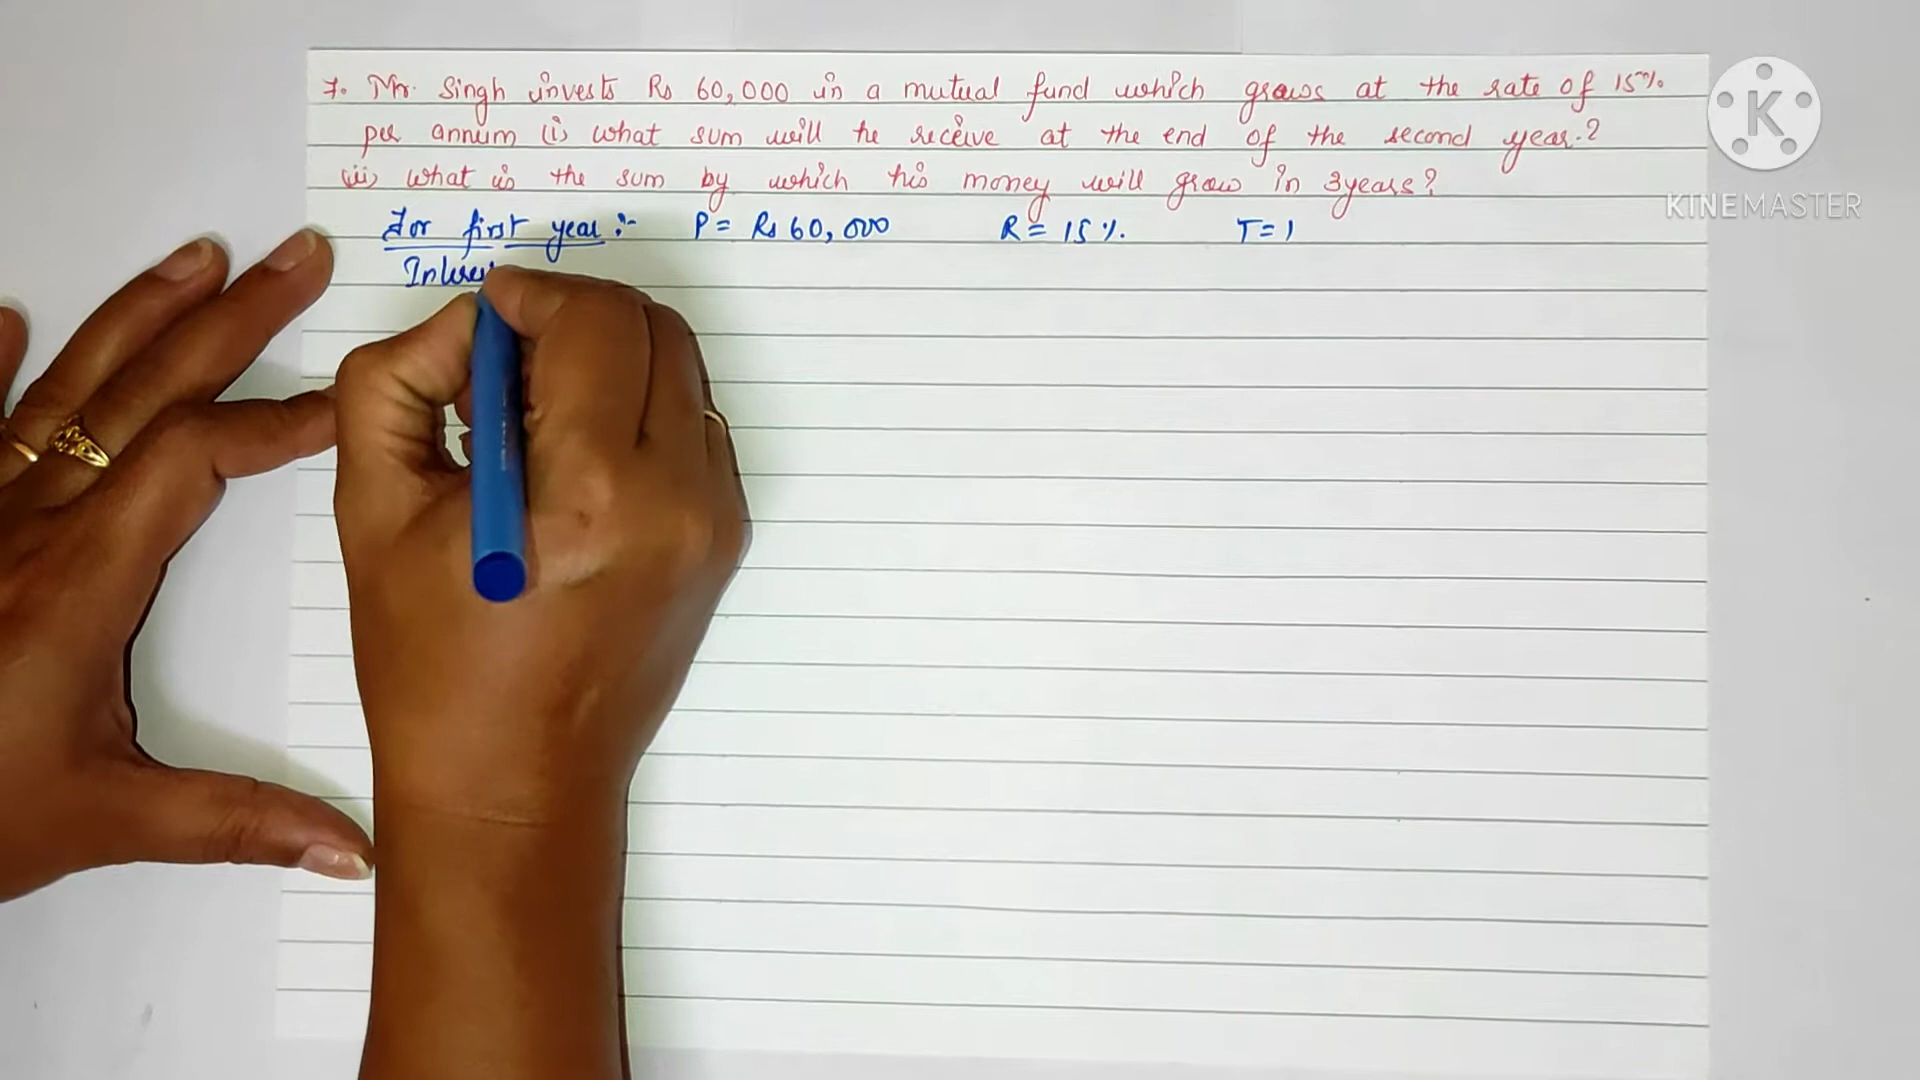 7. Mr. Singh invests Rs 60,000 in a mutual fund which grows at the rate of 15%
per annum (i) what sum will he receive at the end of the second year.?
(ii) what is the sum by which his money will grow in 3years?
For first year :- P = Rs 60,000 R = 15 %. T = 1
K
KINEMASTER